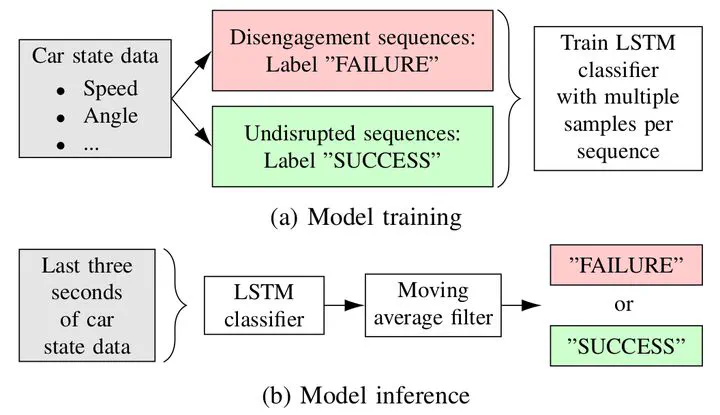 Car state data
• Speed
• Angle
• ...
Disengagement sequences:
Label ”FAILURE”
Undisrupted sequences:
Label ”SUCCESS”
Train LSTM
classifier
with multiple
samples per
sequence
(a) Model training
Last three
seconds
of car
state data
LSTM
classifier
Moving
average filter
”FAILURE”
or
”SUCCESS”
(b) Model inference